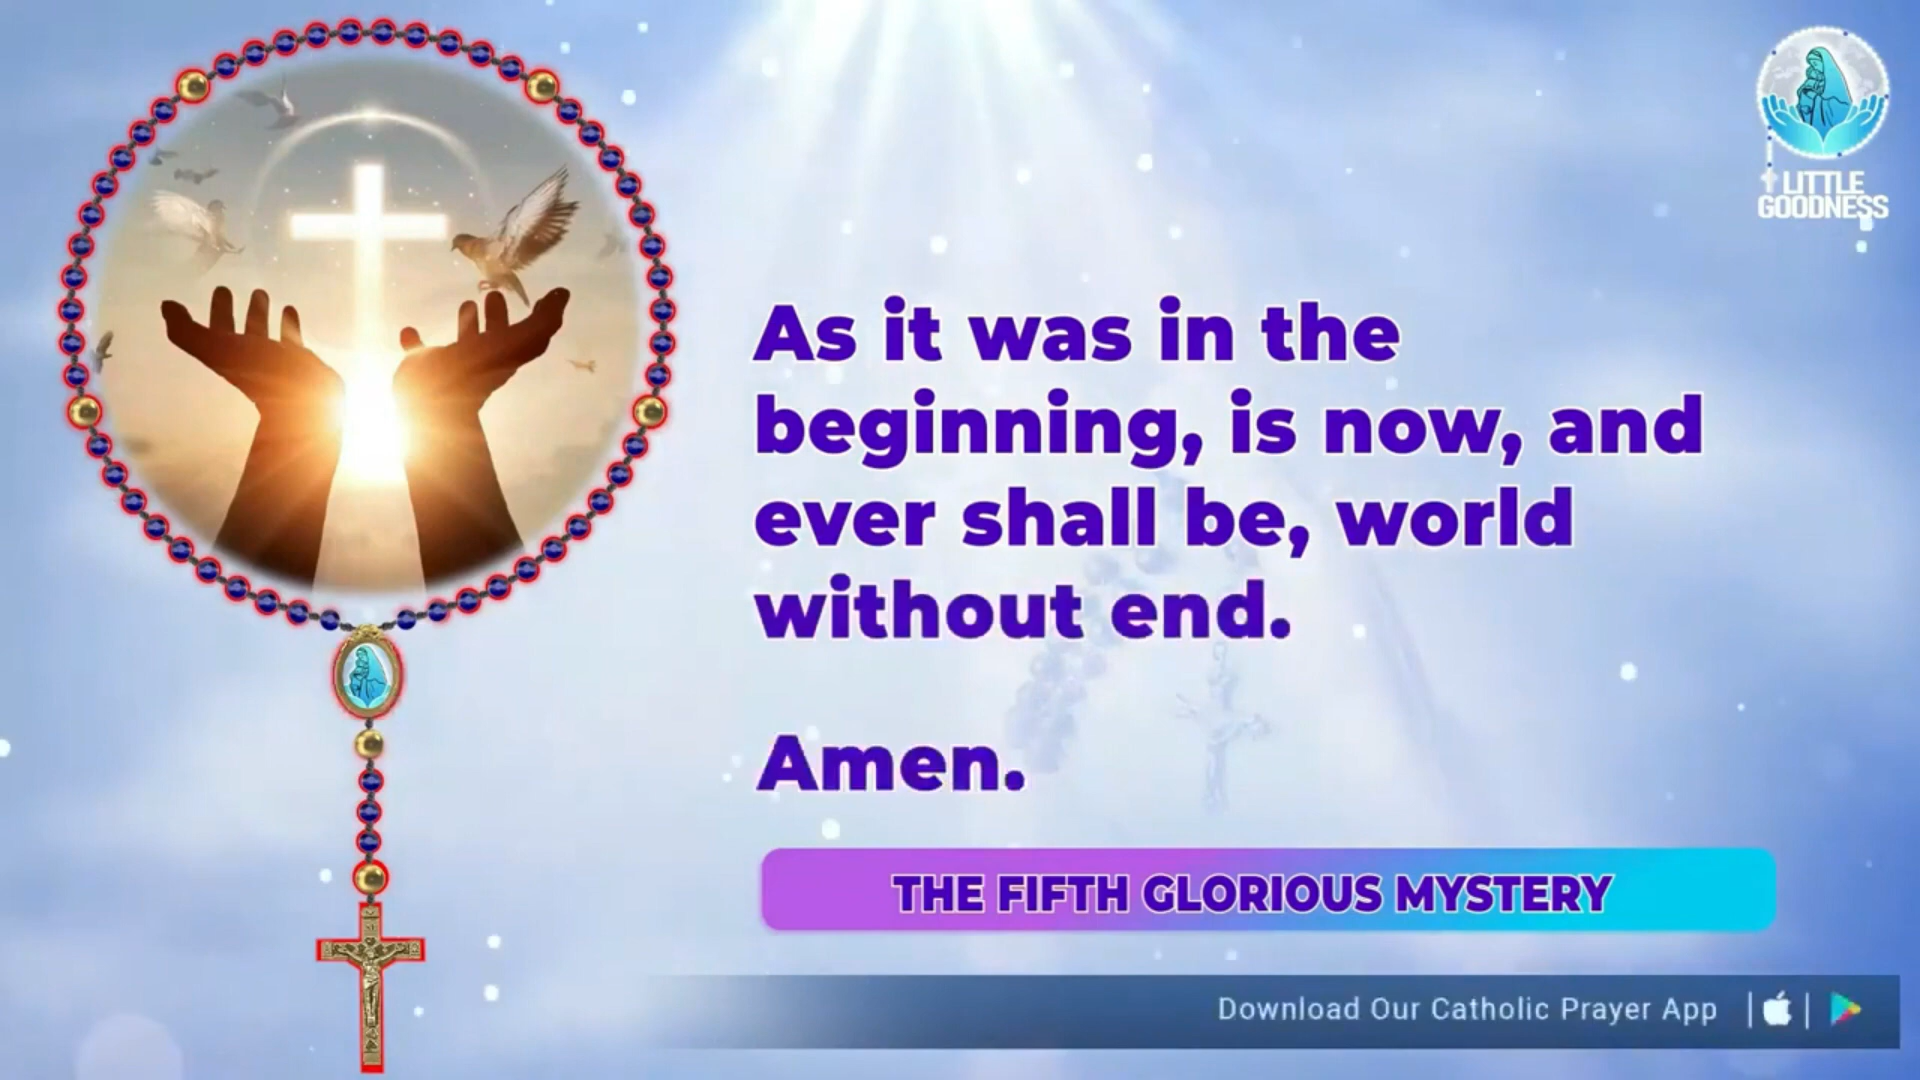 LITTLE
GOODNESS
As it was in the
beginning, is now, and
ever shall be, world
without end.
Amen.
THE FIFTH GLORIOUS MYSTERY
Download Our Catholic Prayer App